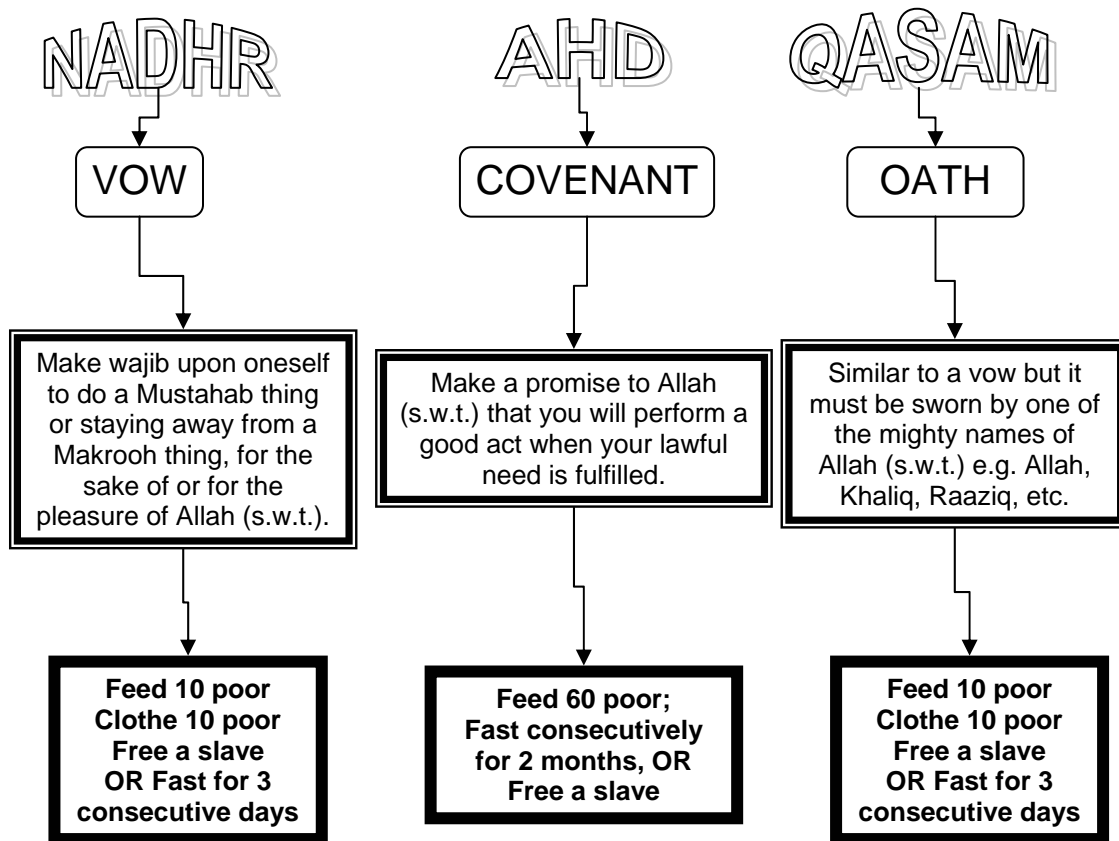 NADHR
VOW
Make wajib upon oneself
to do a Mustahab thing
or staying away from a
Makrooh thing, for the
sake of or for the
pleasure of Allah (s.w.t.).
Feed 10 poor
Clothe 10 poor
Free a slave
OR Fast for 3
consecutive days
AHD
COVENANT
Make a promise to Allah
(s.w.t.) that you will perform a
good act when your lawful
need is fulfilled.
Feed 60 poor;
Fast consecutively
for 2 months, OR
Free a slave
QASAM
OATH
Similar to a vow but it
must be sworn by one of
the mighty names of
Allah (s.w.t.) e.g. Allah,
Khaliq, Raaziq, etc.
Feed 10 poor
Clothe 10 poor
Free a slave
OR Fast for 3
consecutive days